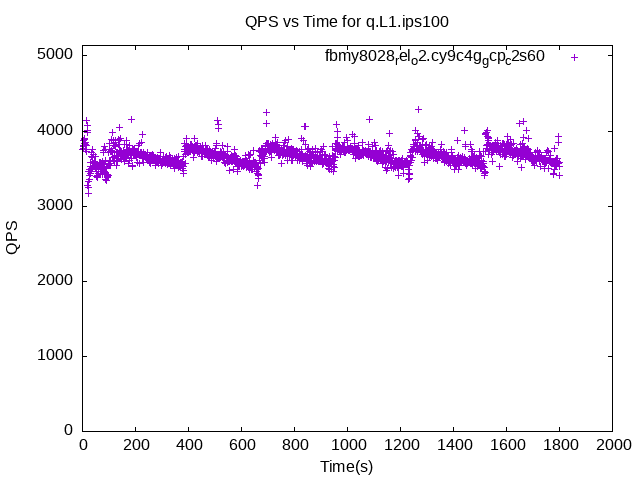 QPS vs Time for q.L1.ips100
fbmy8028relo2.cy9c4ggcpc2s60
5000
4000
3000
2000
1000
0
QPS
0 200 400 600 800 1000 1200 1400 1600 1800 2000
Time(s)